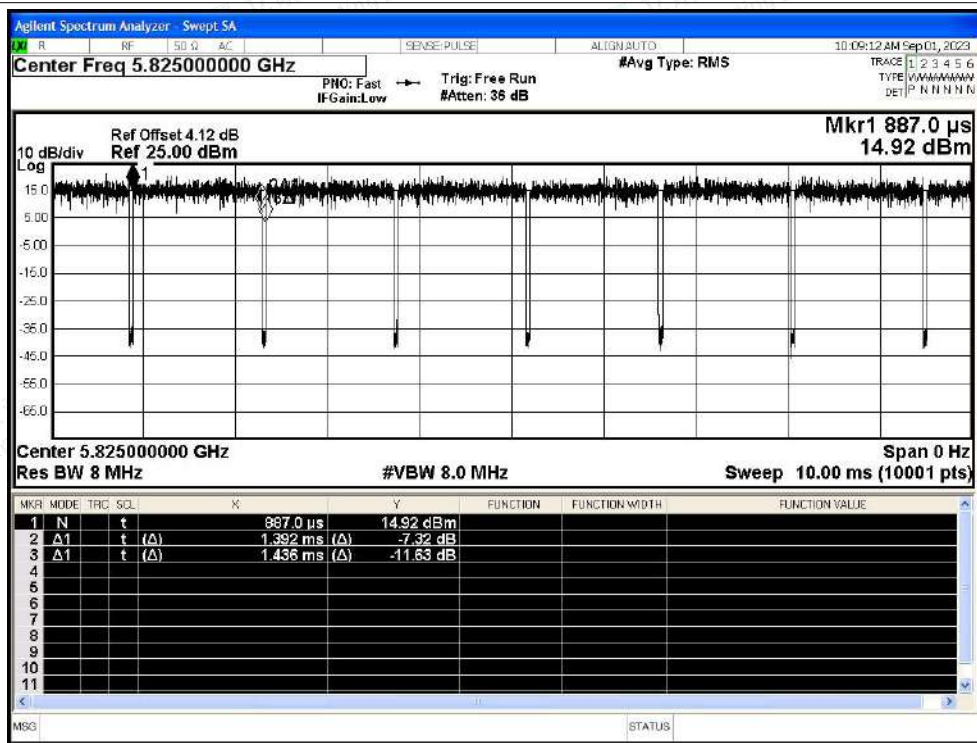 Agilent Spectrum Analyzer - Swept SA
LXI R RF 50 Ω AC SENSE:PULSE ALIGN AUTO 10:09:12 AM Sep 01, 2023
Center Freq 5.825000000 GHz #Avg Type: RMS TRACE 1 2 3 4 5 6
PNO: Fast Trig: Free Run TYPE
IFGain:Low #Atten: 36 dB DET P N N N N N
Mkr1 887.0 µs
Ref Offset 4.12 dB
10 dB/div Ref 25.00 dBm 14.92 dBm
Log
1
15.0
5.00
-5.00
-15.0
-25.0
-35.0
-45.0
-55.0
-65.0
Center 5.825000000 GHz Span 0 Hz
Res BW 8 MHz #VBW 8.0 MHz Sweep 10.00 ms (10001 pts)
MKR MODE TRC SCL X Y FUNCTION FUNCTION WIDTH FUNCTION VALUE
1 N t 887.0 µs 14.92 dBm
2 Δ1 t (Δ) 1.392 ms (Δ) -7.32 dB
3 Δ1 t (Δ) 1.436 ms (Δ) -11.63 dB
4
5
6
7
8
9
10
11
MSG STATUS